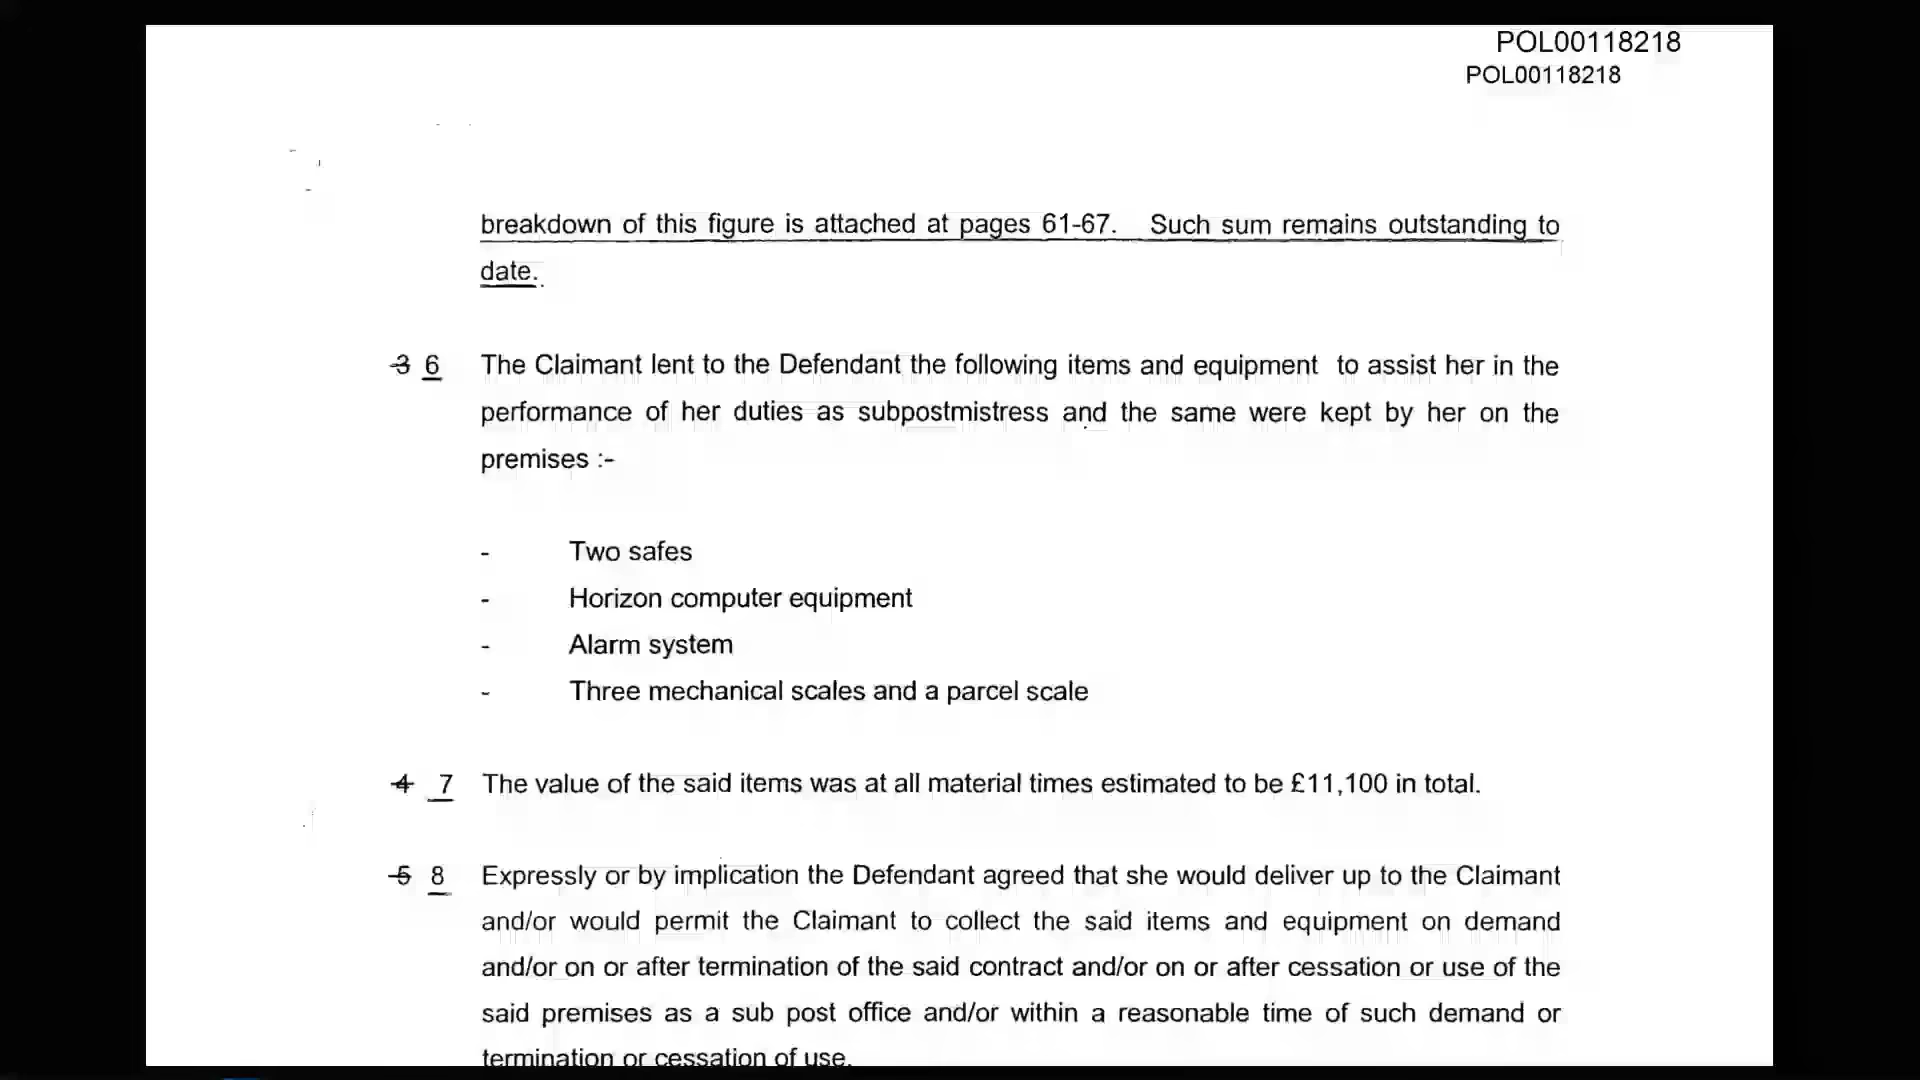 POL00118218
POL00118218
breakdown of this figure is attached at pages 61-67. Such sum remains outstanding to
date.
3 6 The Claimant lent to the Defendant the following items and equipment to assist her in the
performance of her duties as subpostmistress and the same were kept by her on the
premises :-
- Two safes
- Horizon computer equipment
- Alarm system
- Three mechanical scales and a parcel scale
4 7 The value of the said items was at all material times estimated to be £11,100 in total.
5 8 Expressly or by implication the Defendant agreed that she would deliver up to the Claimant
and/or would permit the Claimant to collect the said items and equipment on demand
and/or on or after termination of the said contract and/or on or after cessation or use of the
said premises as a sub post office and/or within a reasonable time of such demand or
termination or cessation of use.